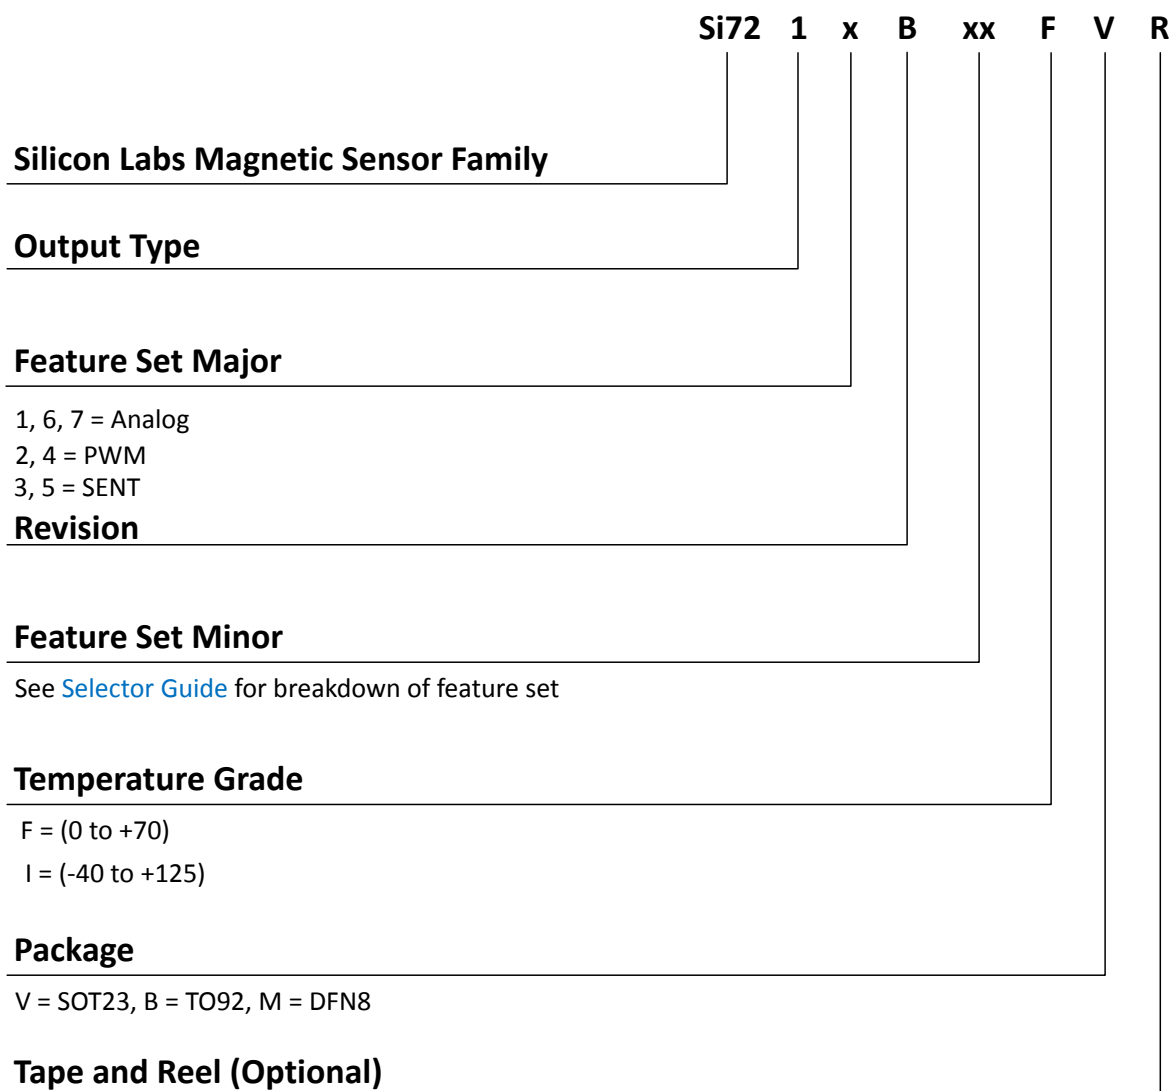 Si72 1 x B xx F V R
Silicon Labs Magnetic Sensor Family
Output Type
Feature Set Major
1, 6, 7 = Analog
2, 4 = PWM
3, 5 = SENT
Revision
Feature Set Minor
See Selector Guide for breakdown of feature set
Temperature Grade
F = (0 to +70)
I = (-40 to +125)
Package
V = SOT23, B = TO92, M = DFN8
Tape and Reel (Optional)